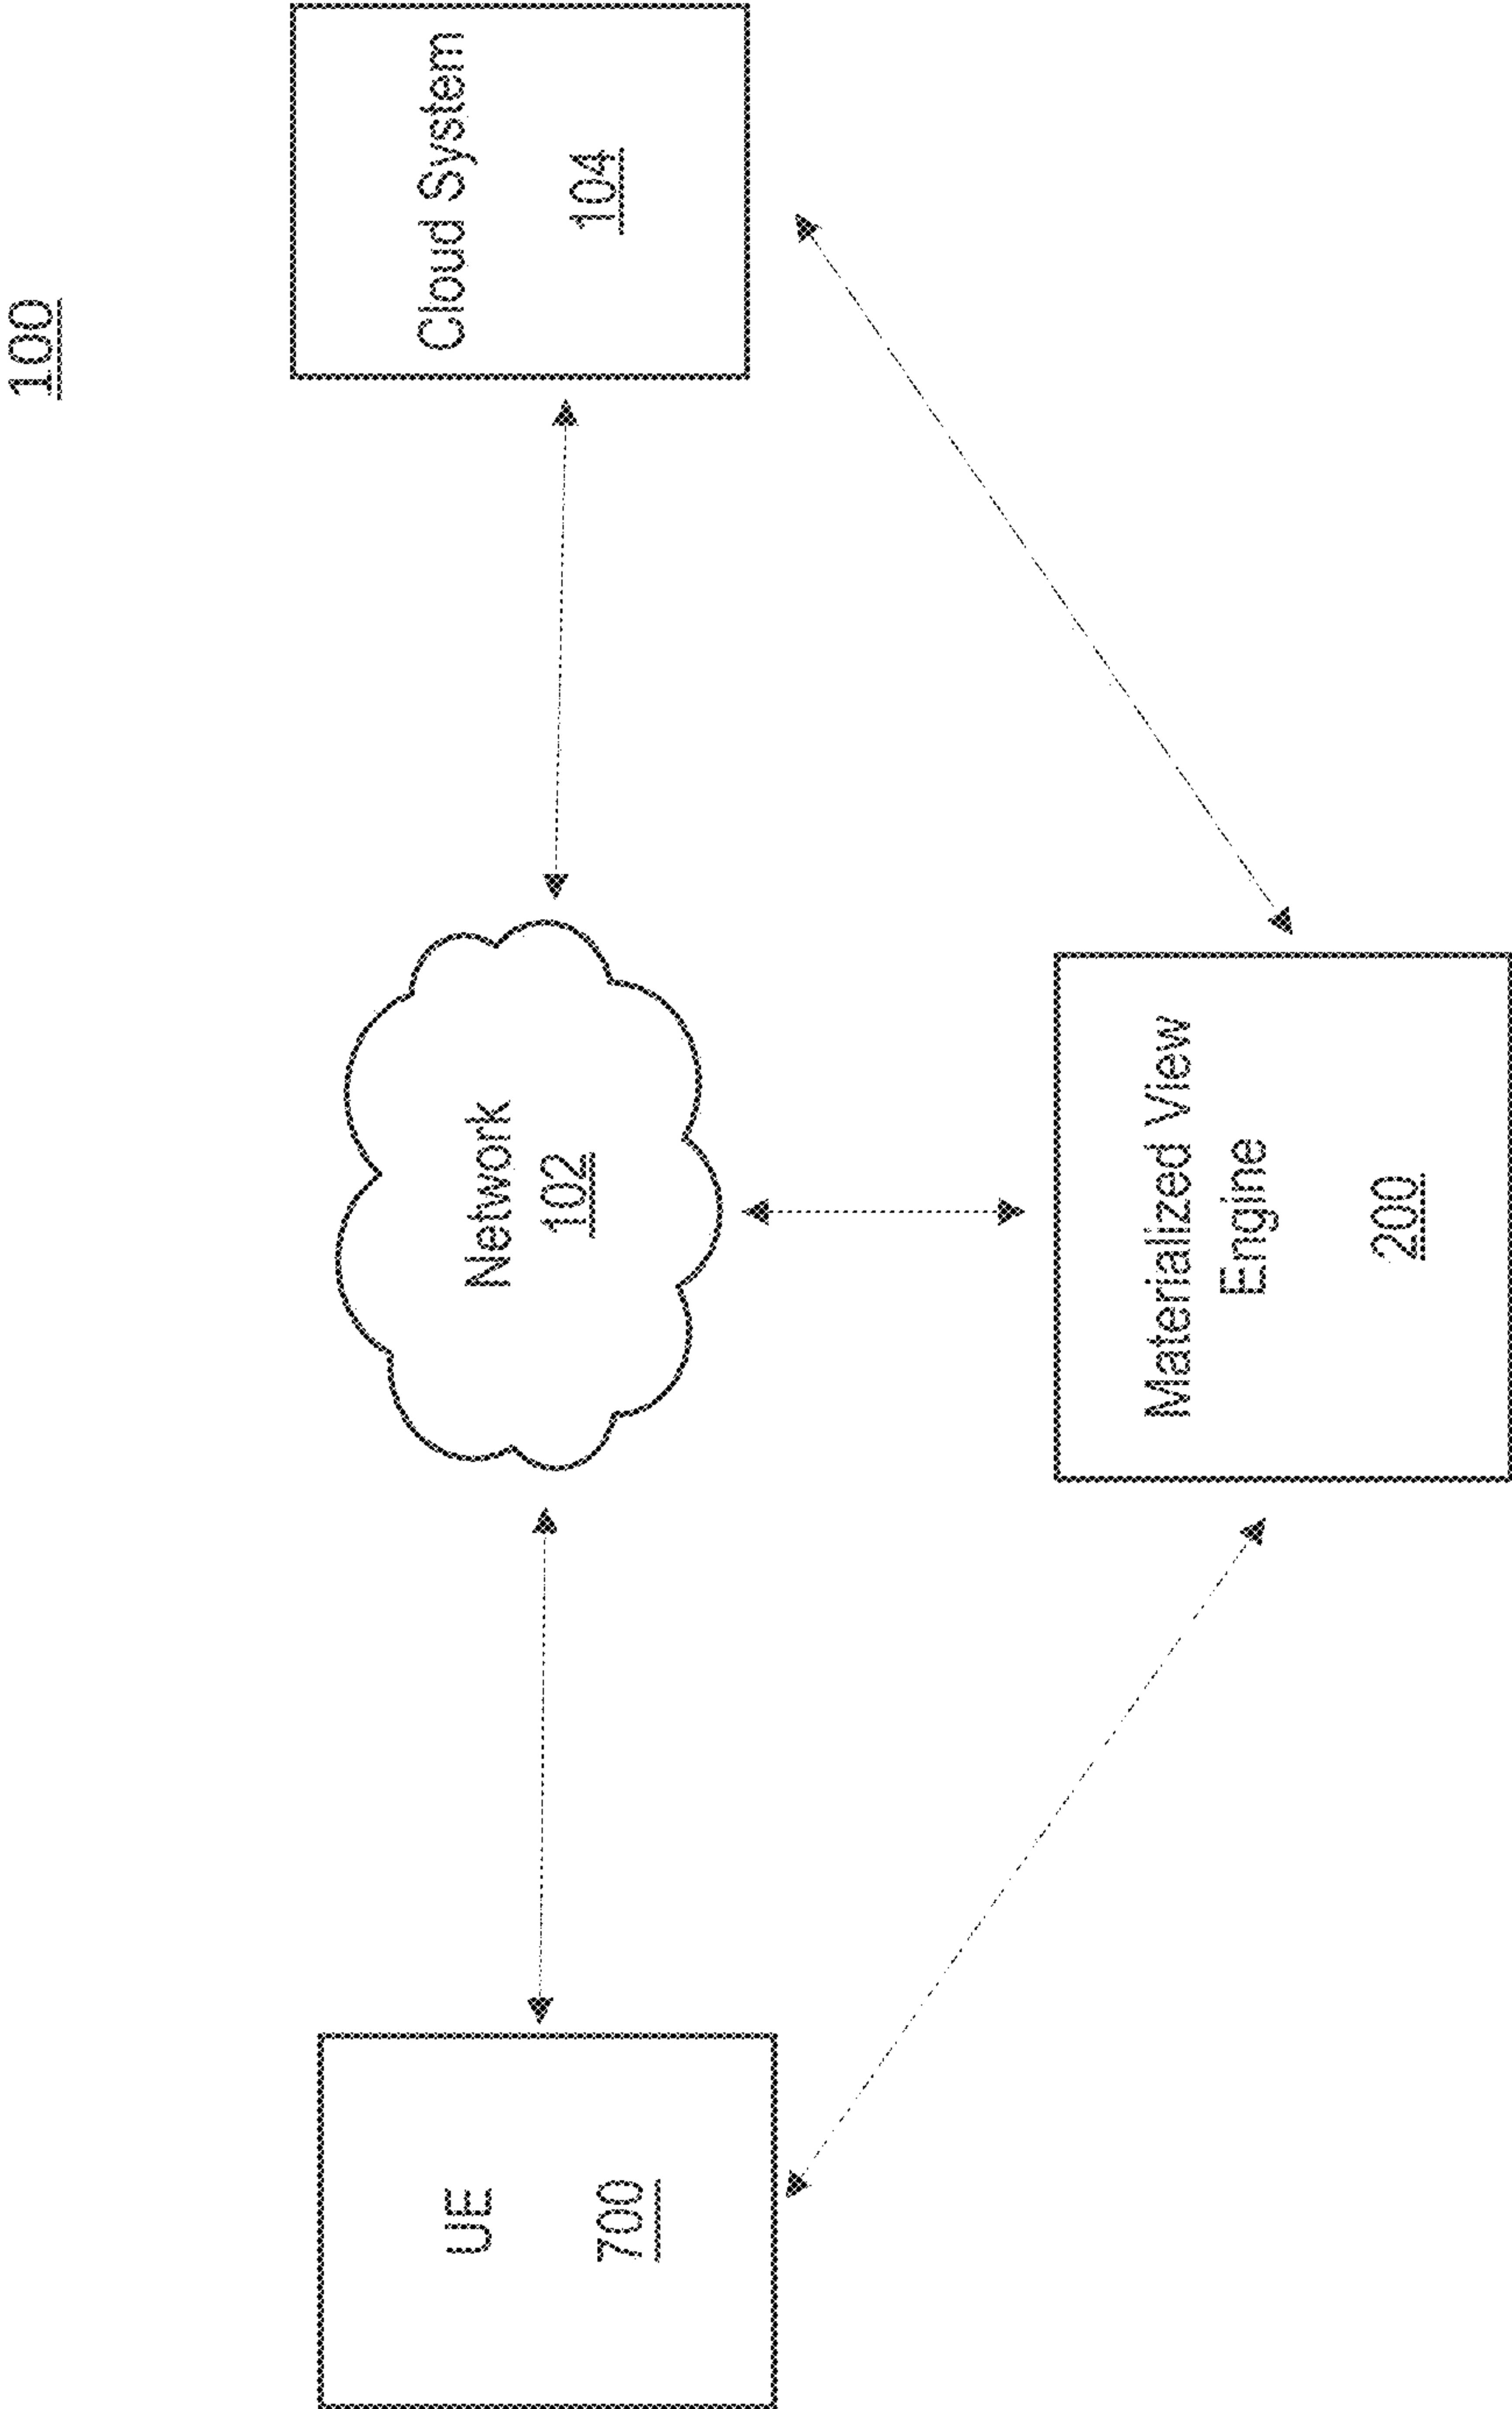 100
UE
700
Network
102
Cloud System
104
Materialized View
Engine
200